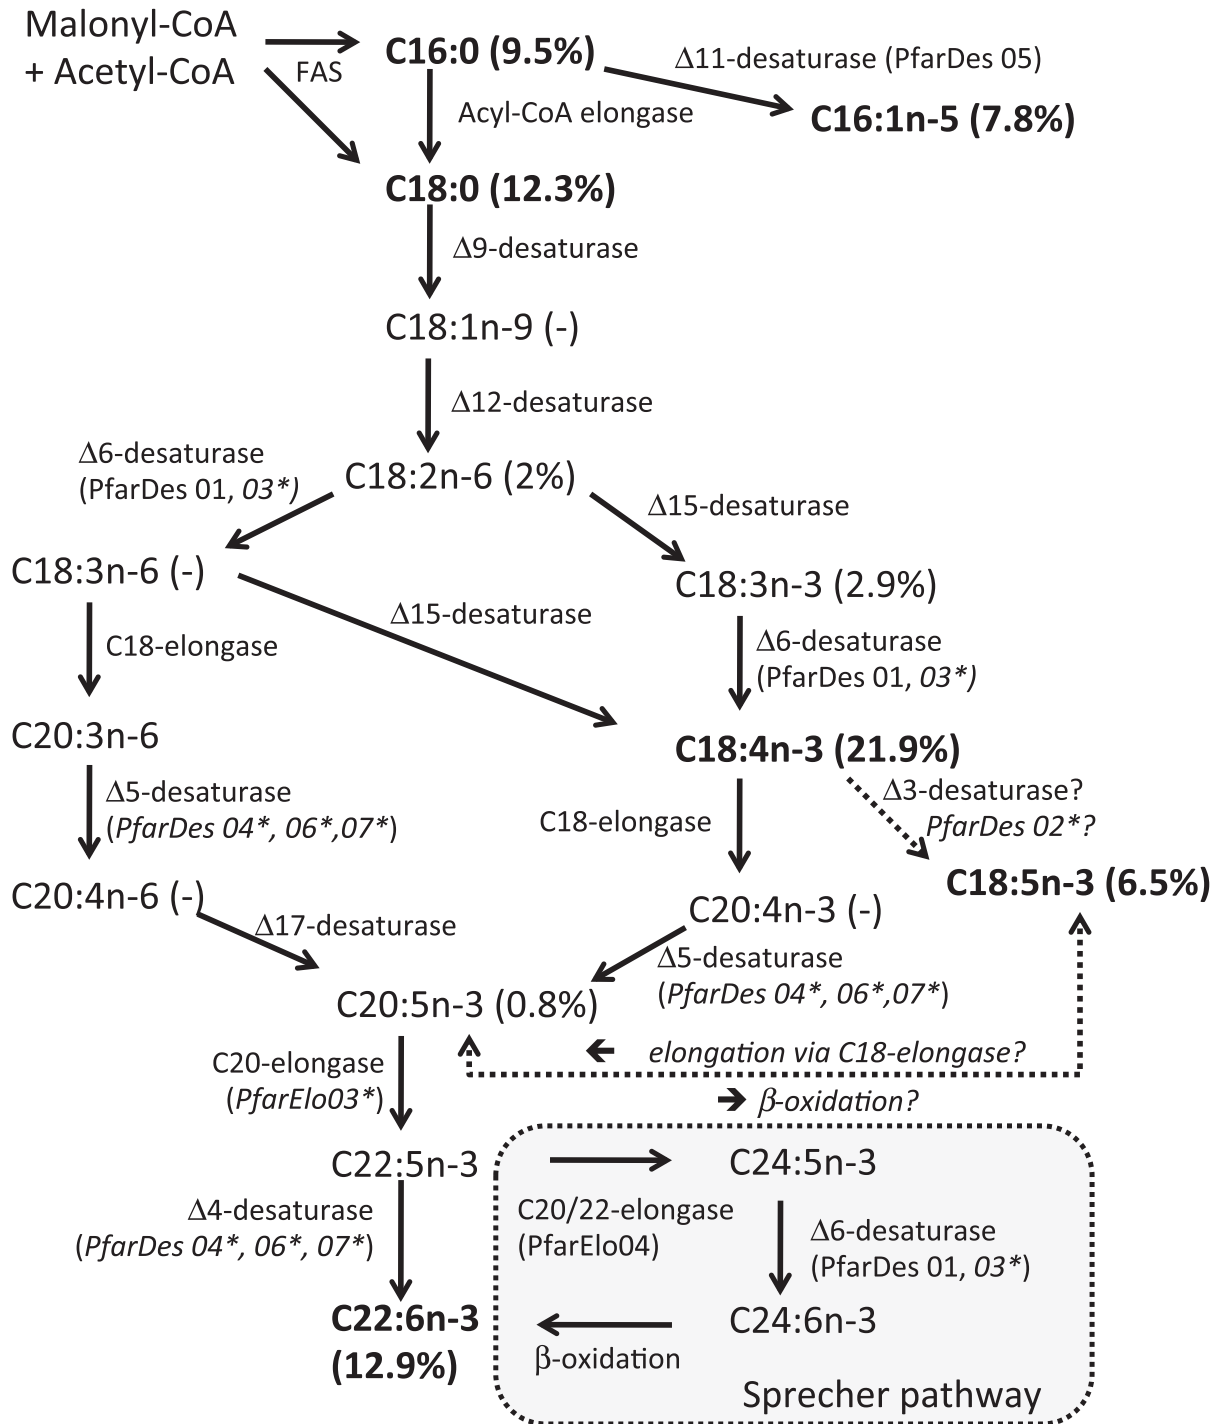 Malonyl-CoA
+ Acetyl-CoA
FAS
C16:0 (9.5%)
Δ11-desaturase (PfarDes 05)
C16:1n-5 (7.8%)
Acyl-CoA elongase
C18:0 (12.3%)
Δ9-desaturase
C18:1n-9 (-)
Δ12-desaturase
Δ6-desaturase
(PfarDes 01, 03*)
C18:2n-6 (2%)
Δ15-desaturase
C18:3n-6 (-)
C18:3n-3 (2.9%)
Δ15-desaturase
C18-elongase
Δ6-desaturase
(PfarDes 01, 03*)
C20:3n-6
C18:4n-3 (21.9%)
Δ5-desaturase
(PfarDes 04*, 06*,07*)
C18-elongase
Δ3-desaturase?
PfarDes 02*?
C18:5n-3 (6.5%)
C20:4n-6 (-)
C20:4n-3 (-)
Δ17-desaturase
Δ5-desaturase
(PfarDes 04*, 06*,07*)
C20:5n-3 (0.8%)
C20-elongase
(PfarElo03*)
elongation via C18-elongase?
β-oxidation?
C22:5n-3
C24:5n-3
Δ4-desaturase
(PfarDes 04*, 06*, 07*)
C20/22-elongase
(PfarElo04)
Δ6-desaturase
(PfarDes 01, 03*)
C22:6n-3
(12.9%)
C24:6n-3
β-oxidation
Sprecher pathway